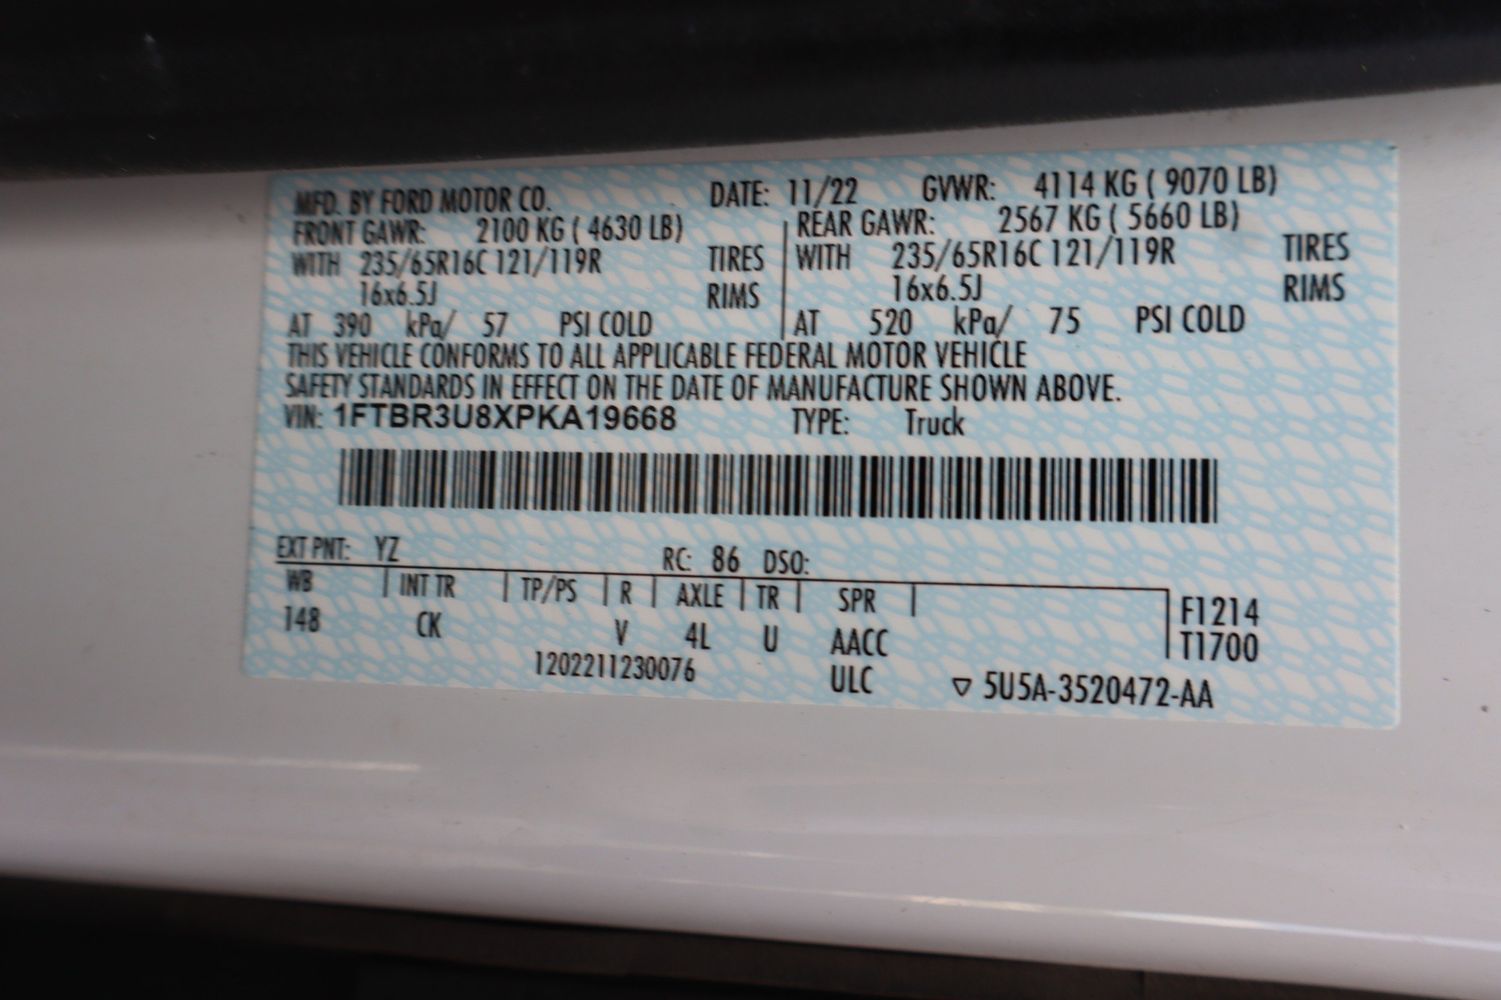 MFD. BY FORD MOTOR CO. DATE: 11/22 GVWR: 4114 KG ( 9070 LB)
FRONT GAWR: 2100 KG ( 4630 LB) REAR GAWR: 2567 KG ( 5660 LB)
WITH 235/65R16C 121/119R TIRES WITH 235/65R16C 121/119R TIRES
16x6.5J RIMS 16x6.5J RIMS
AT 390 kPa/ 57 PSI COLD AT 520 kPa/ 75 PSI COLD
THIS VEHICLE CONFORMS TO ALL APPLICABLE FEDERAL MOTOR VEHICLE
SAFETY STANDARDS IN EFFECT ON THE DATE OF MANUFACTURE SHOWN ABOVE.
VIN: 1FTBR3U8XPKA19668 TYPE: Truck
EXT PNT: YZ RC: 86 DSO:
WB INT TR TP/PS R AXLE TR SPR F1214
148 CK V 4L U AACC T1700
1202211230076 ULC ▽ 5U5A-3520472-AA